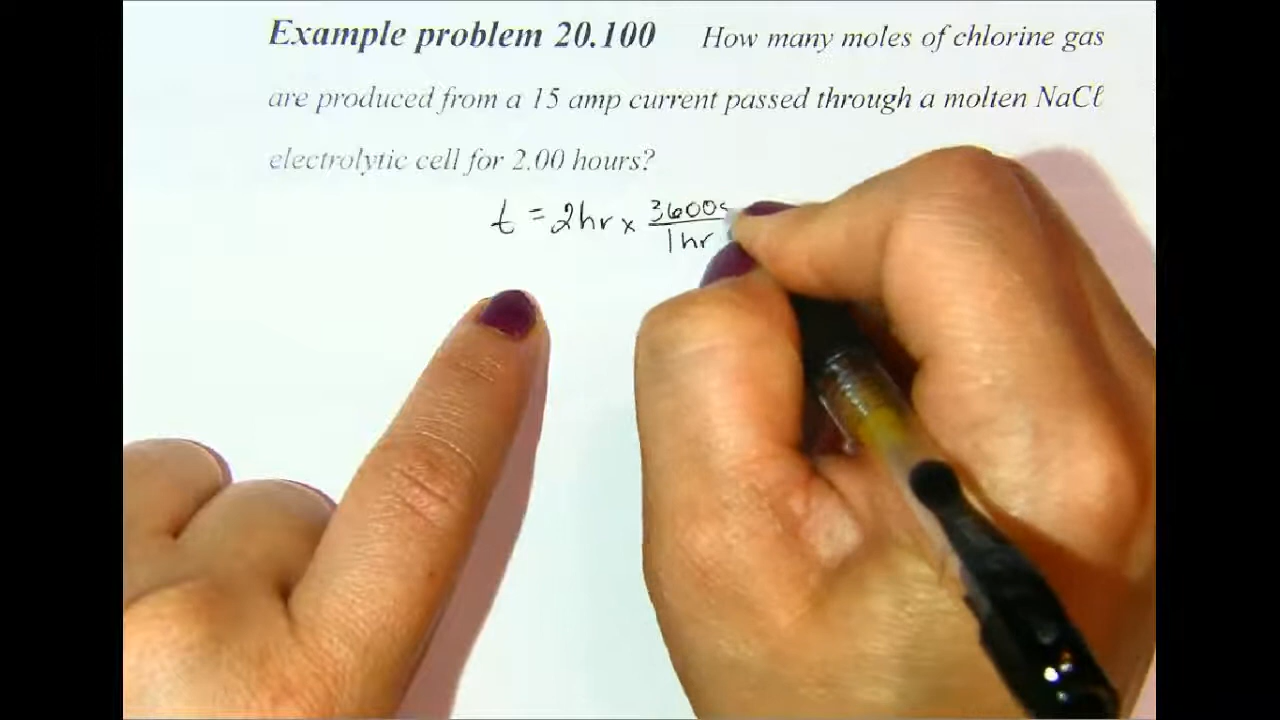 Example problem 20.100 How many moles of chlorine gas
are produced from a 15 amp current passed through a molten NaCℓ
electrolytic cell for 2.00 hours?
t = 2hr x 3600s
1hr